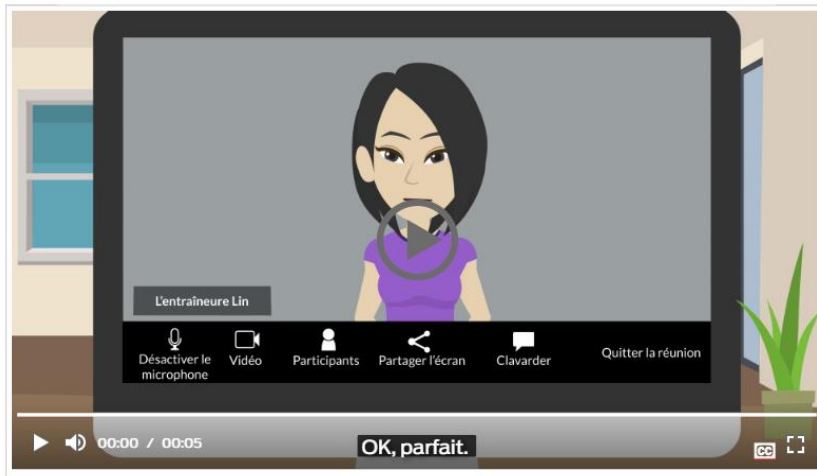 L'entraîneure Lin
Désactiver le
microphone
Vidéo
Participants
Partager l'écran
Clavarder
Quitter la réunion
00:00 / 00:05
OK, parfait.
CC